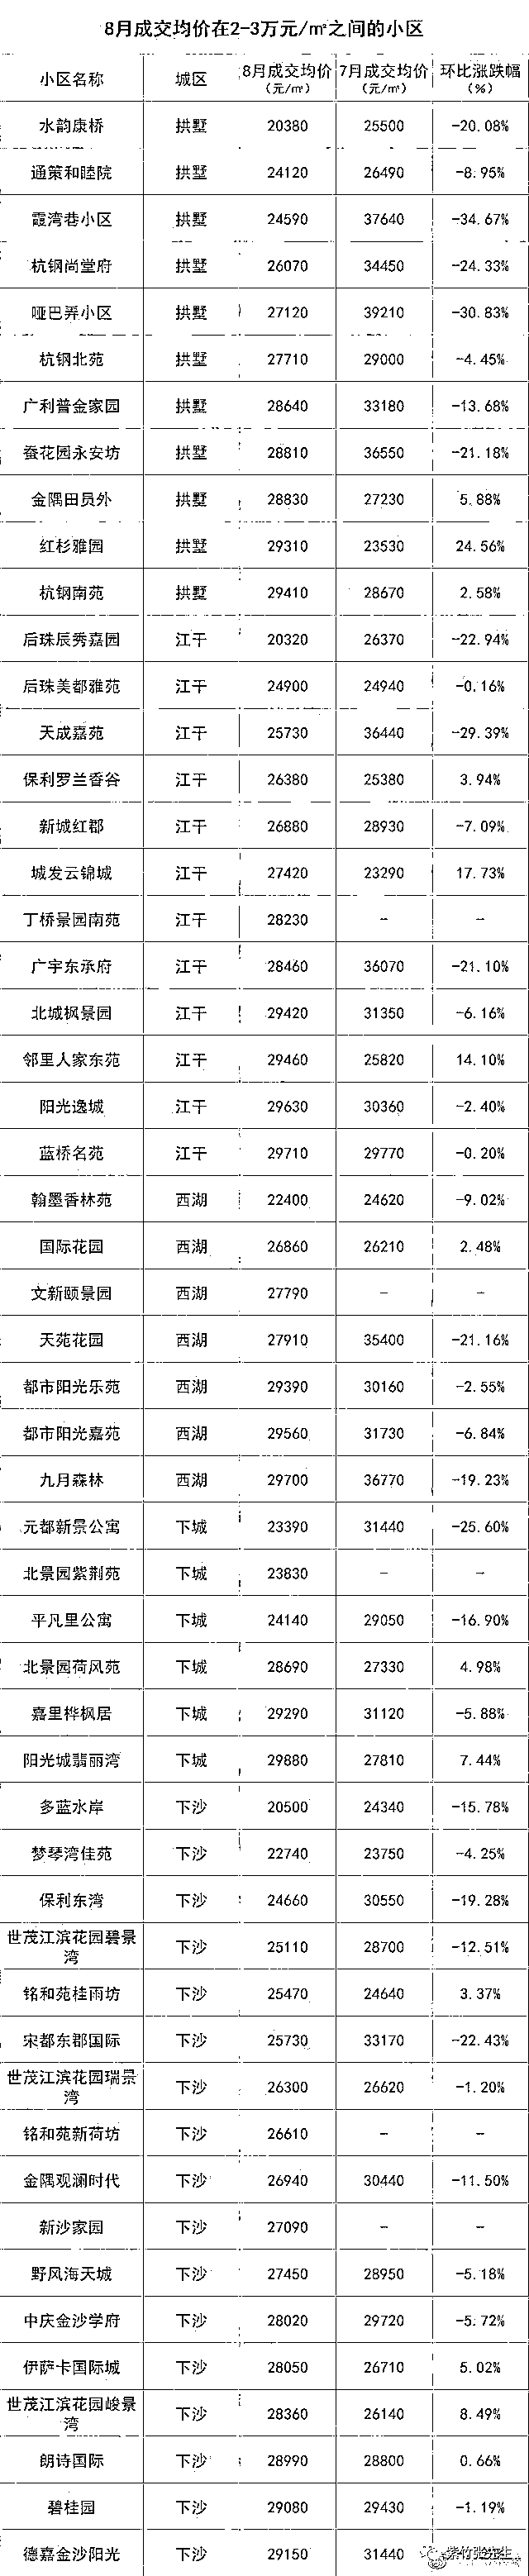 8月成交均价在2-3万元/㎡之间的小区
小区名称 城区 8月成交均价（元/㎡） 7月成交均价（元/㎡） 环比涨跌幅（%）
水韵康桥 拱墅 20380 25500 -20.08%
通策和睦院 拱墅 24120 26490 -8.95%
霞湾巷小区 拱墅 24590 37640 -34.67%
杭钢尚堂府 拱墅 26070 34450 -24.33%
哑巴弄小区 拱墅 27120 39210 -30.83%
杭钢北苑 拱墅 27710 29000 -4.45%
广利普金家园 拱墅 28640 33180 -13.68%
蚕花园永安坊 拱墅 28810 36550 -21.18%
金隅田员外 拱墅 28830 27230 5.88%
红杉雅园 拱墅 29310 23530 24.56%
杭钢南苑 拱墅 29410 28670 2.58%
后珠辰秀嘉园 江干 20320 26370 -22.94%
后珠美都雅苑 江干 24900 24940 -0.16%
天成嘉苑 江干 25730 36440 -29.39%
保利罗兰香谷 江干 26380 25380 3.94%
新城红郡 江干 26880 28930 -7.09%
城发云锦城 江干 27420 23290 17.73%
丁桥景园南苑 江干 28230 - -
广宇东承府 江干 28460 36070 -21.10%
北城枫景园 江干 29420 31350 -6.16%
邻里人家东苑 江干 29460 25820 14.10%
阳光逸城 江干 29630 30360 -2.40%
蓝桥名苑 江干 29710 29770 -0.20%
翰墨香林苑 西湖 22400 24620 -9.02%
国际花园 西湖 26860 26210 2.48%
文新颐景园 西湖 27790 - -
天苑花园 西湖 27910 35400 -21.16%
都市阳光乐苑 西湖 29390 30160 -2.55%
都市阳光嘉苑 西湖 29560 31730 -6.84%
九月森林 西湖 29700 36770 -19.23%
元都新景公寓 下城 23390 31440 -25.60%
北景园紫荆苑 下城 23830 - -
平凡里公寓 下城 24140 29050 -16.90%
北景园荷风苑 下城 28690 27330 4.98%
嘉里桦枫居 下城 29290 31120 -5.88%
阳光城翡丽湾 下城 29880 27810 7.44%
多蓝水岸 下沙 20500 24340 -15.78%
梦琴湾佳苑 下沙 22740 23750 -4.25%
保利东湾 下沙 24660 30550 -19.28%
世茂江滨花园碧景湾 下沙 25110 28700 -12.51%
铭和苑桂雨坊 下沙 25470 24640 3.37%
宋都东郡国际 下沙 25730 33170 -22.43%
世茂江滨花园瑞景湾 下沙 26300 26620 -1.20%
铭和苑新荷坊 下沙 26610 - -
金隅观澜时代 下沙 26940 30440 -11.50%
新沙家园 下沙 27090 - -
野风海天城 下沙 27450 28950 -5.18%
中庆金沙学府 下沙 28020 29720 -5.72%
伊萨卡国际城 下沙 28050 26710 5.02%
世茂江滨花园峻景湾 下沙 28360 26140 8.49%
朗诗国际 下沙 28990 28800 0.66%
碧桂园 下沙 29080 29430 -1.19%
德嘉金沙阳光 下沙 29150 31440